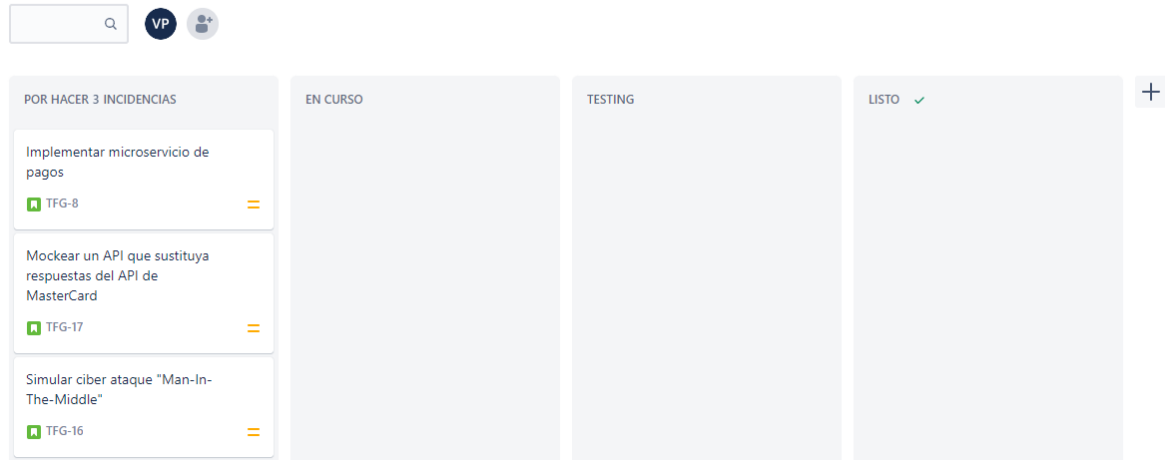 VP
POR HACER 3 INCIDENCIAS
EN CURSO
TESTING
LISTO
Implementar microservicio de
pagos
TFG-8
Mockear un API que sustituya
respuestas del API de
MasterCard
TFG-17
Simular ciber ataque "Man-In-
The-Middle"
TFG-16